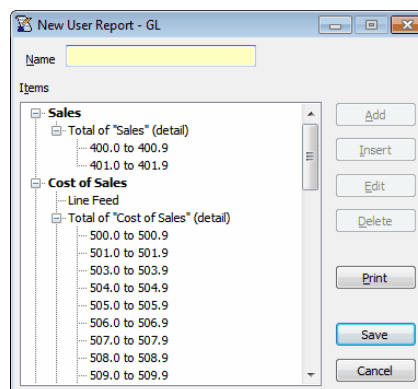 New User Report - GL
Name
Items
Sales
Total of "Sales" (detail)
400.0 to 400.9
401.0 to 401.9
Cost of Sales
Line Feed
Total of "Cost of Sales" (detail)
500.0 to 500.9
501.0 to 501.9
503.0 to 503.9
504.0 to 504.9
505.0 to 505.9
506.0 to 506.9
507.0 to 507.9
508.0 to 508.9
509.0 to 509.9
Add
Insert
Edit
Delete
Print
Save
Cancel